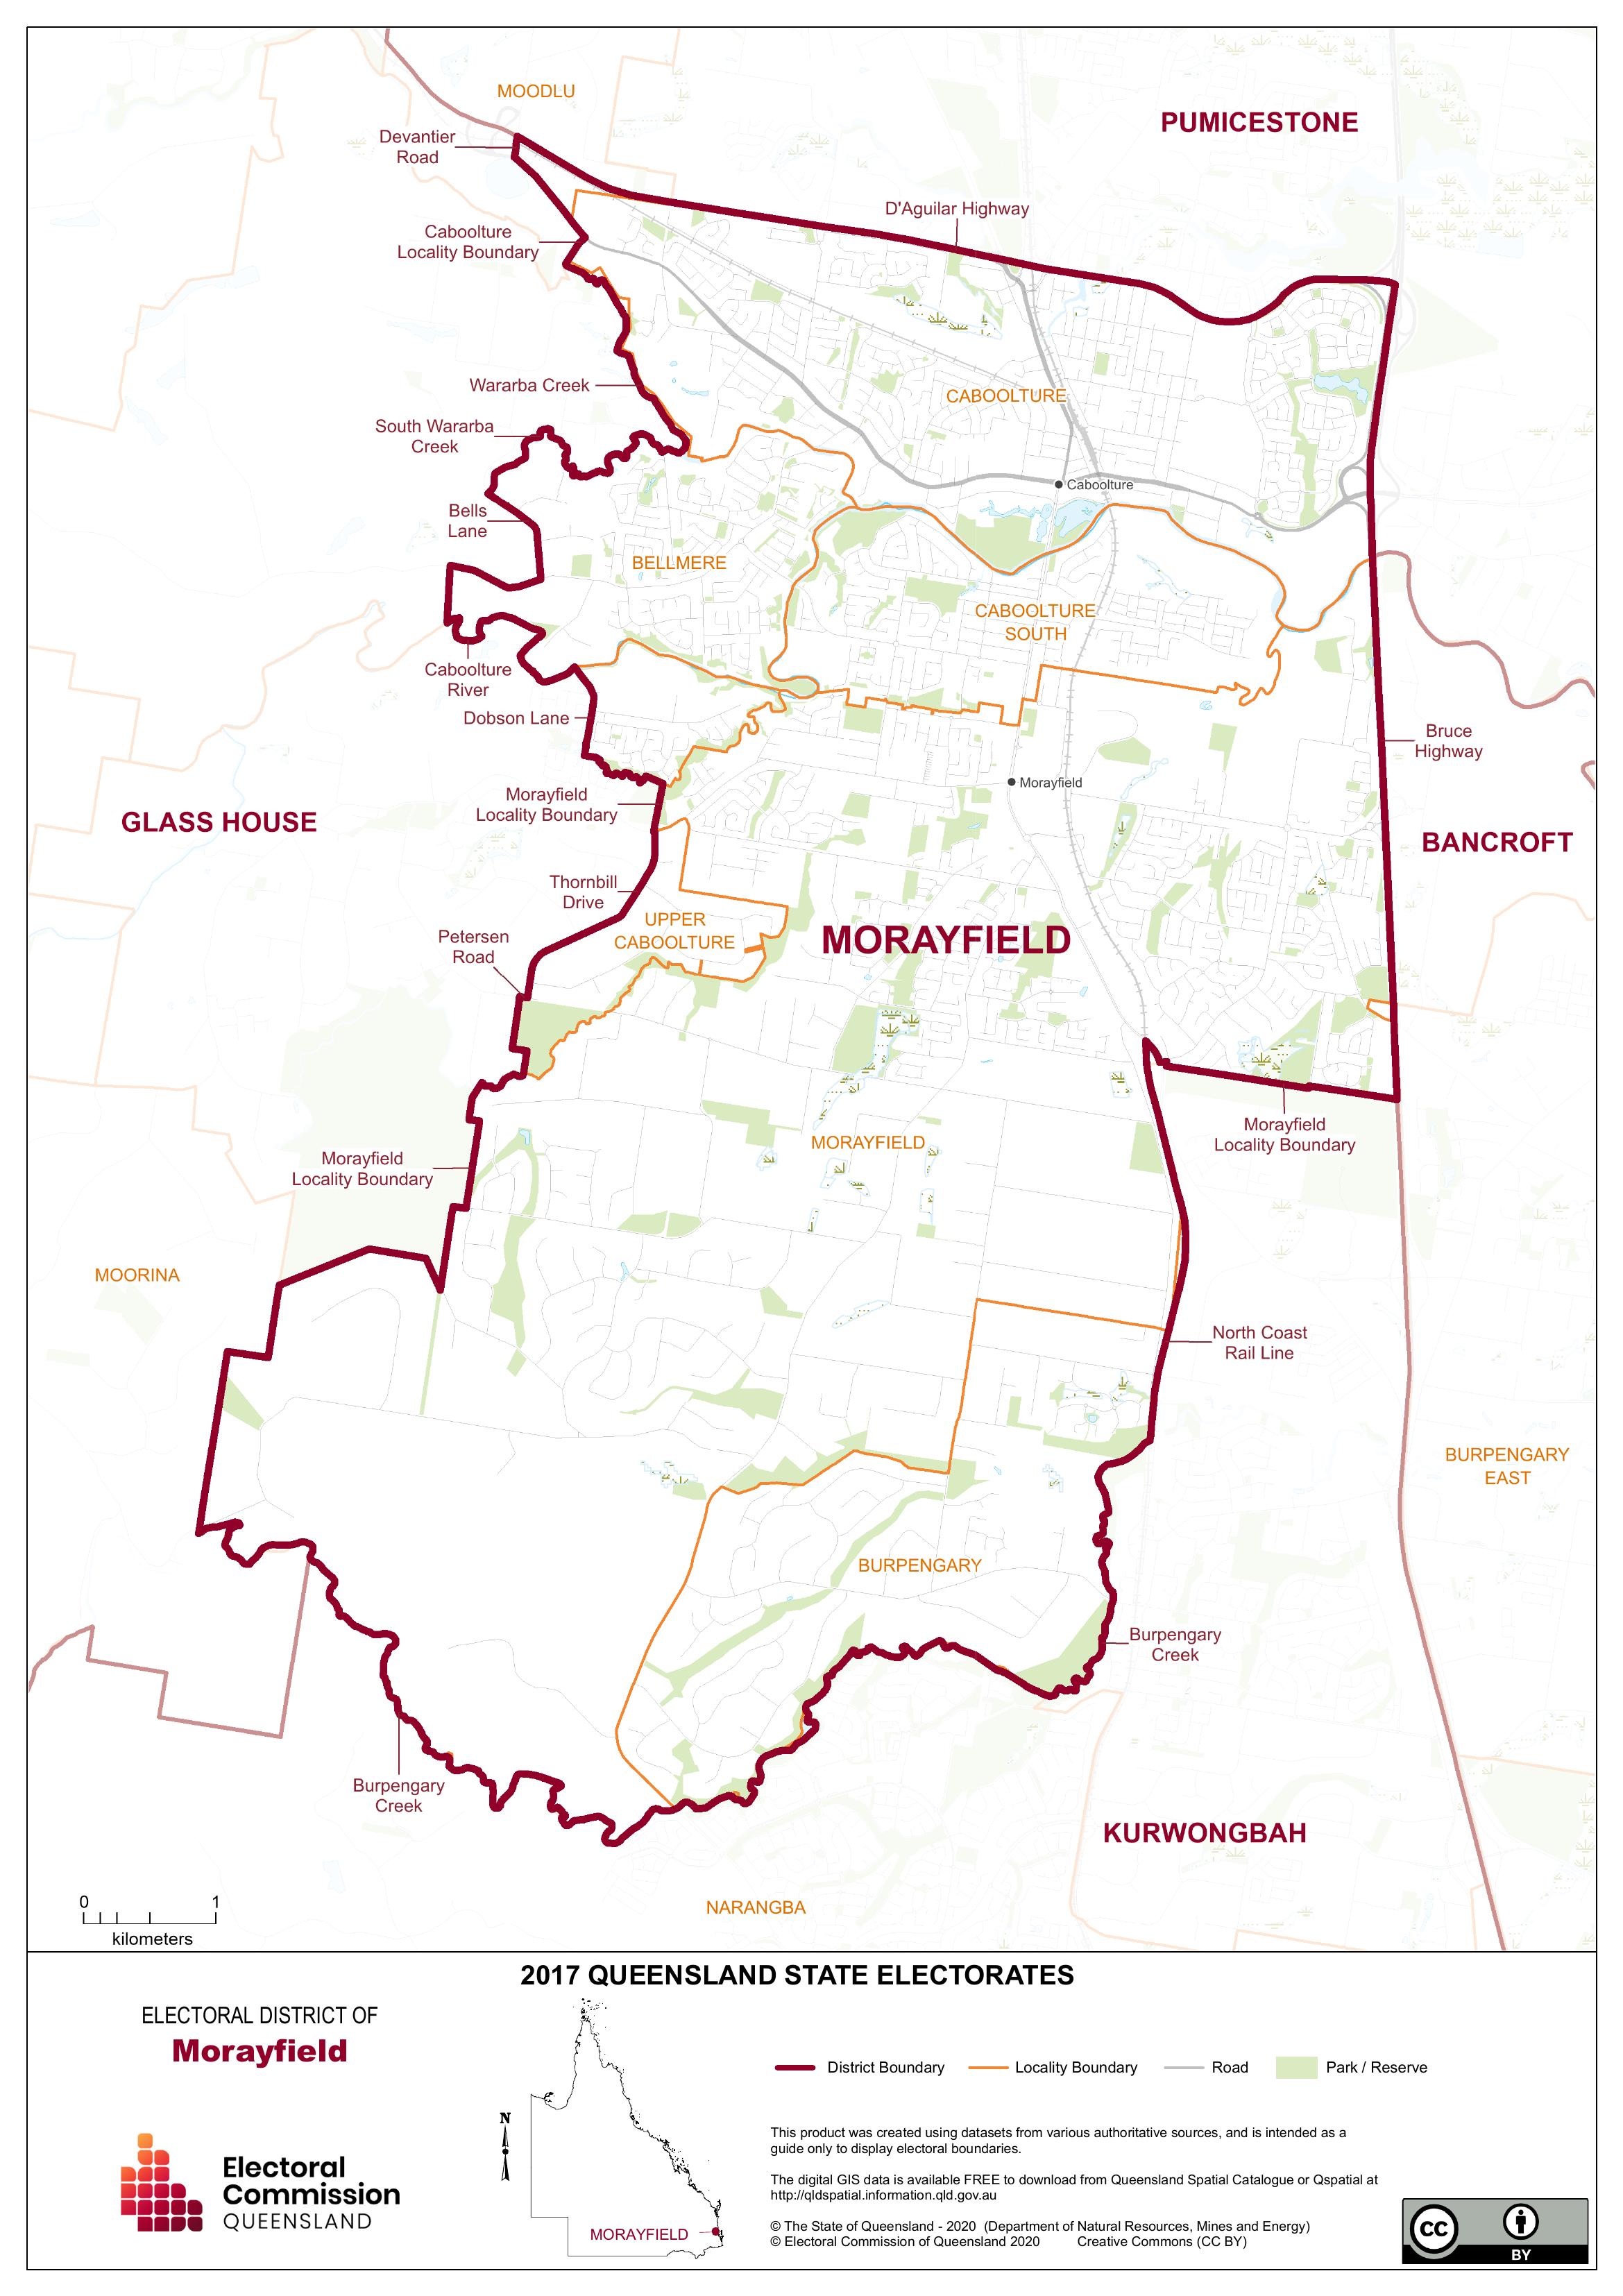 MOODLU
PUMICESTONE
Devantier
Road
D'Aguilar Highway
Caboolture
Locality Boundary
Wararba Creek
CABOOLTURE
South Wararba
Creek
Caboolture
Bells
Lane
BELLMERE
CABOOLTURE
SOUTH
Caboolture
River
Dobson Lane
Bruce
Highway
Morayfield
Morayfield
Locality Boundary
GLASS HOUSE
BANCROFT
Thornbill
Drive
UPPER
CABOOLTURE
MORAYFIELD
Petersen
Road
Morayfield
Locality Boundary
MORAYFIELD
Morayfield
Locality Boundary
MOORINA
North Coast
Rail Line
BURPENGARY
EAST
BURPENGARY
Burpengary
Creek
Burpengary
Creek
KURWONGBAH
NARANGBA
0 1
kilometers
2017 QUEENSLAND STATE ELECTORATES
ELECTORAL DISTRICT OF
Morayfield
District Boundary Locality Boundary Road Park / Reserve
N
MORAYFIELD
Electoral
Commission
QUEENSLAND
This product was created using datasets from various authoritative sources, and is intended as a
guide only to display electoral boundaries.
The digital GIS data is available FREE to download from Queensland Spatial Catalogue or Qspatial at
http://qldspatial.information.qld.gov.au
© The State of Queensland - 2020 (Department of Natural Resources, Mines and Energy)
© Electoral Commission of Queensland 2020 Creative Commons (CC BY)
cc
BY